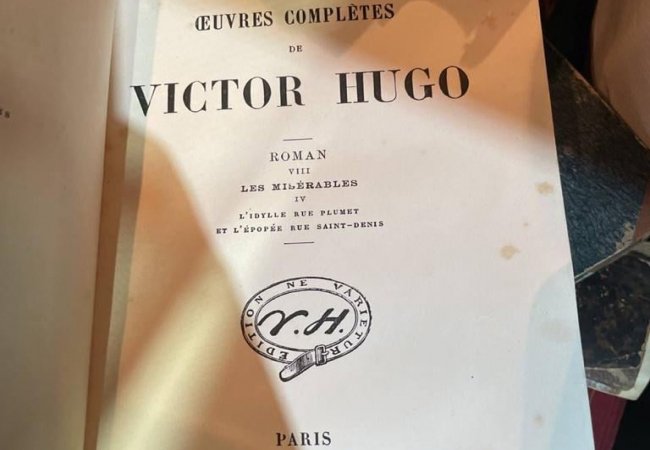 ŒUVRES COMPLÈTES
DE
VICTOR HUGO
ROMAN
VIII
LES MISÉRABLES
IV
L'IDYLLE RUE PLUMET
ET L'ÉPOPÉE RUE SAINT-DENIS
ÉDITION NE VARIETUR
V.H.
PARIS